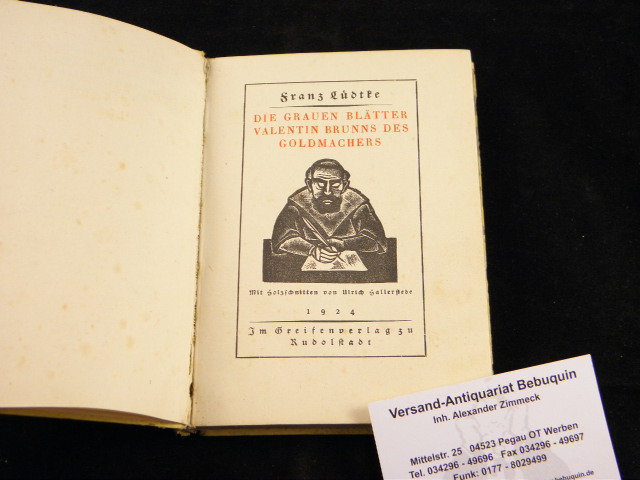 Franz Lüdtke
DIE GRAUEN BLÄTTER
VALENTIN BRUNNS DES
GOLDMACHERS
Mit Holzschnitten von Ulrich Hallerstede
1924
Im Greifenverlag zu
Rudolstadt
Versand-Antiquariat Bebuquin
Inh. Alexander Zimmeck
Mittelstr. 25 04523 Pegau OT Werben
Tel. 034296 - 49696 Fax 034296 - 49697
Funk: 0177 - 8029499
bebuquin.de